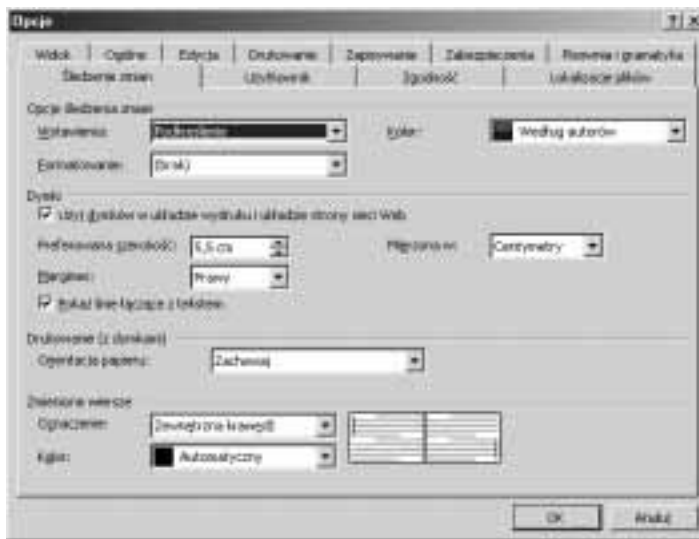 Opcje
Widok Ogólne Edycja Drukowanie Zapisywanie Zabezpieczenia Pisownia i gramatyka
Śledzenie zmian Użytkownik Zgodność Lokalizacje plików
Opcje śledzenia zmian
Wstawienia: Podkreślenie Kolor: Według autorów
Formatowanie: (brak)
Dymki
Użyj dymków w układzie wydruku i układzie strony sieci Web
Preferowana szerokość: 6,5 cm Mierzona w: Centymetry
Margines: Prawy
Pokaż linie łączące z tekstem
Drukowanie (z dymkami)
Orientacja papieru: Zachowaj
Zmienione wiersze
Oznaczenie: Zewnętrzna krawędź
Kolor: Automatyczny
OK Anuluj